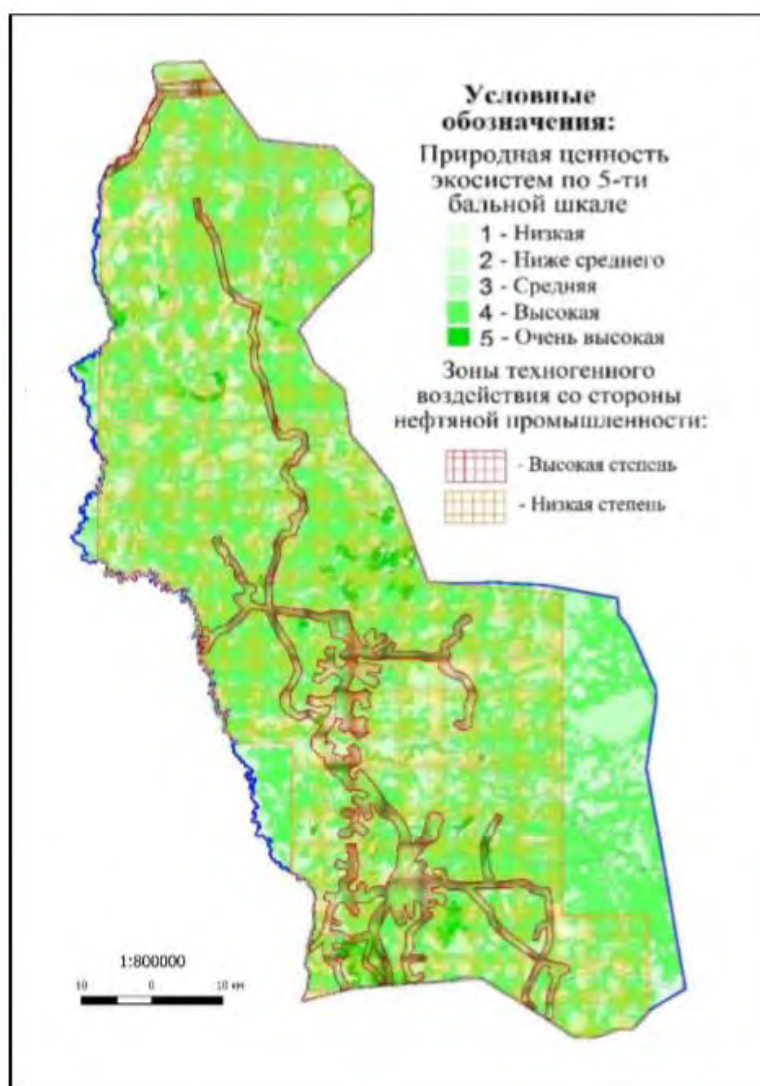 Условные
обозначения:
Природная ценность
экосистем по 5-ти
бальной шкале
1 - Низкая
2 - Ниже среднего
3 - Средняя
4 - Высокая
5 - Очень высокая
Зоны техногенного
воздействия со стороны
нефтяной промышленности:
- Высокая степень
- Низкая степень
1:800000
10 0 10 км